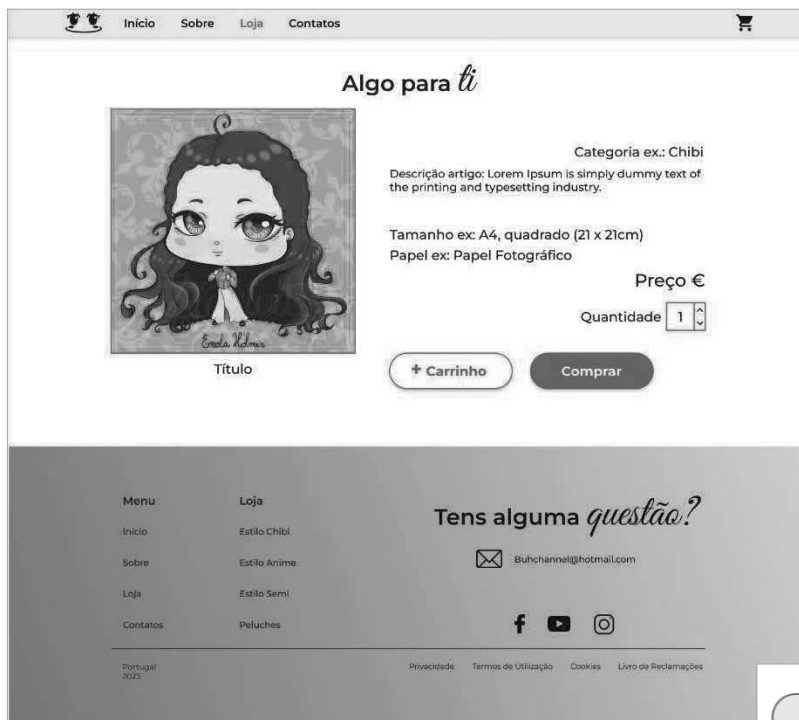 Início Sobre Loja Contatos
Algo para ti
Categoria ex.: Chibi
Descrição artigo: Lorem Ipsum is simply dummy text of
the printing and typesetting industry.
Tamanho ex: A4, quadrado (21 x 21cm)
Papel ex: Papel Fotográfico
Preço €
Quantidade 1
Enola Holmes
Título
+ Carrinho Comprar
Menu Loja
Início Estilo Chibi
Sobre Estilo Anime
Loja Estilo Semi
Contatos Peluches
Tens alguma questão?
Buhchannel@hotmail.com
Portugal
2023
Privacidade Termos de Utilização Cookies Livro de Reclamações